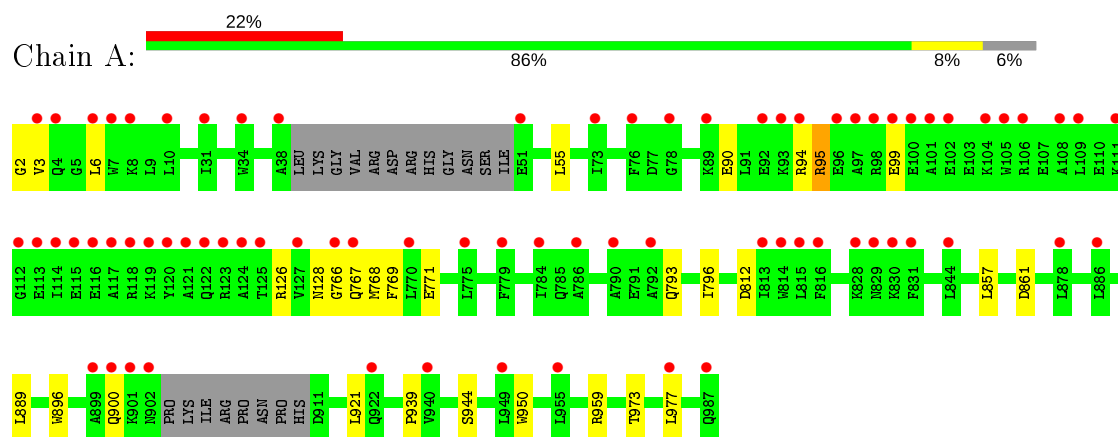 22%
Chain A:
86% 8% 6%
G2 V3 Q4 G5 L6 W7 K8 L9 L10 I31 W34 A38 LEU LYS GLY VAL ARG ASP ARG HIS GLY ASN SER ILE E51 L55 I73 F76 D77 G78 K89 E90 L91 E92 K93 R94 R95 E96 A97 R98 E99 E100 A101 E102 E103 K104 W105 R106 E107 A108 L109 E110 K111
G112 E113 I114 E115 E116 A117 R118 K119 Y120 A121 Q122 R123 A124 T125 R126 V127 N128 G766 Q767 M768 F769 L770 E771 L775 F779 I784 Q785 A786 A790 E791 A792 Q793 I796 D812 I813 W814 L815 F816 K828 N829 K830 F831 L844 L857 D861 L878 L886
L889 W896 A899 Q900 K901 N902 PRO LYS ILE ARG PRO ASN PRO HIS D911 L921 Q922 P939 V940 S944 L949 W950 L955 R959 T973 L977 Q987